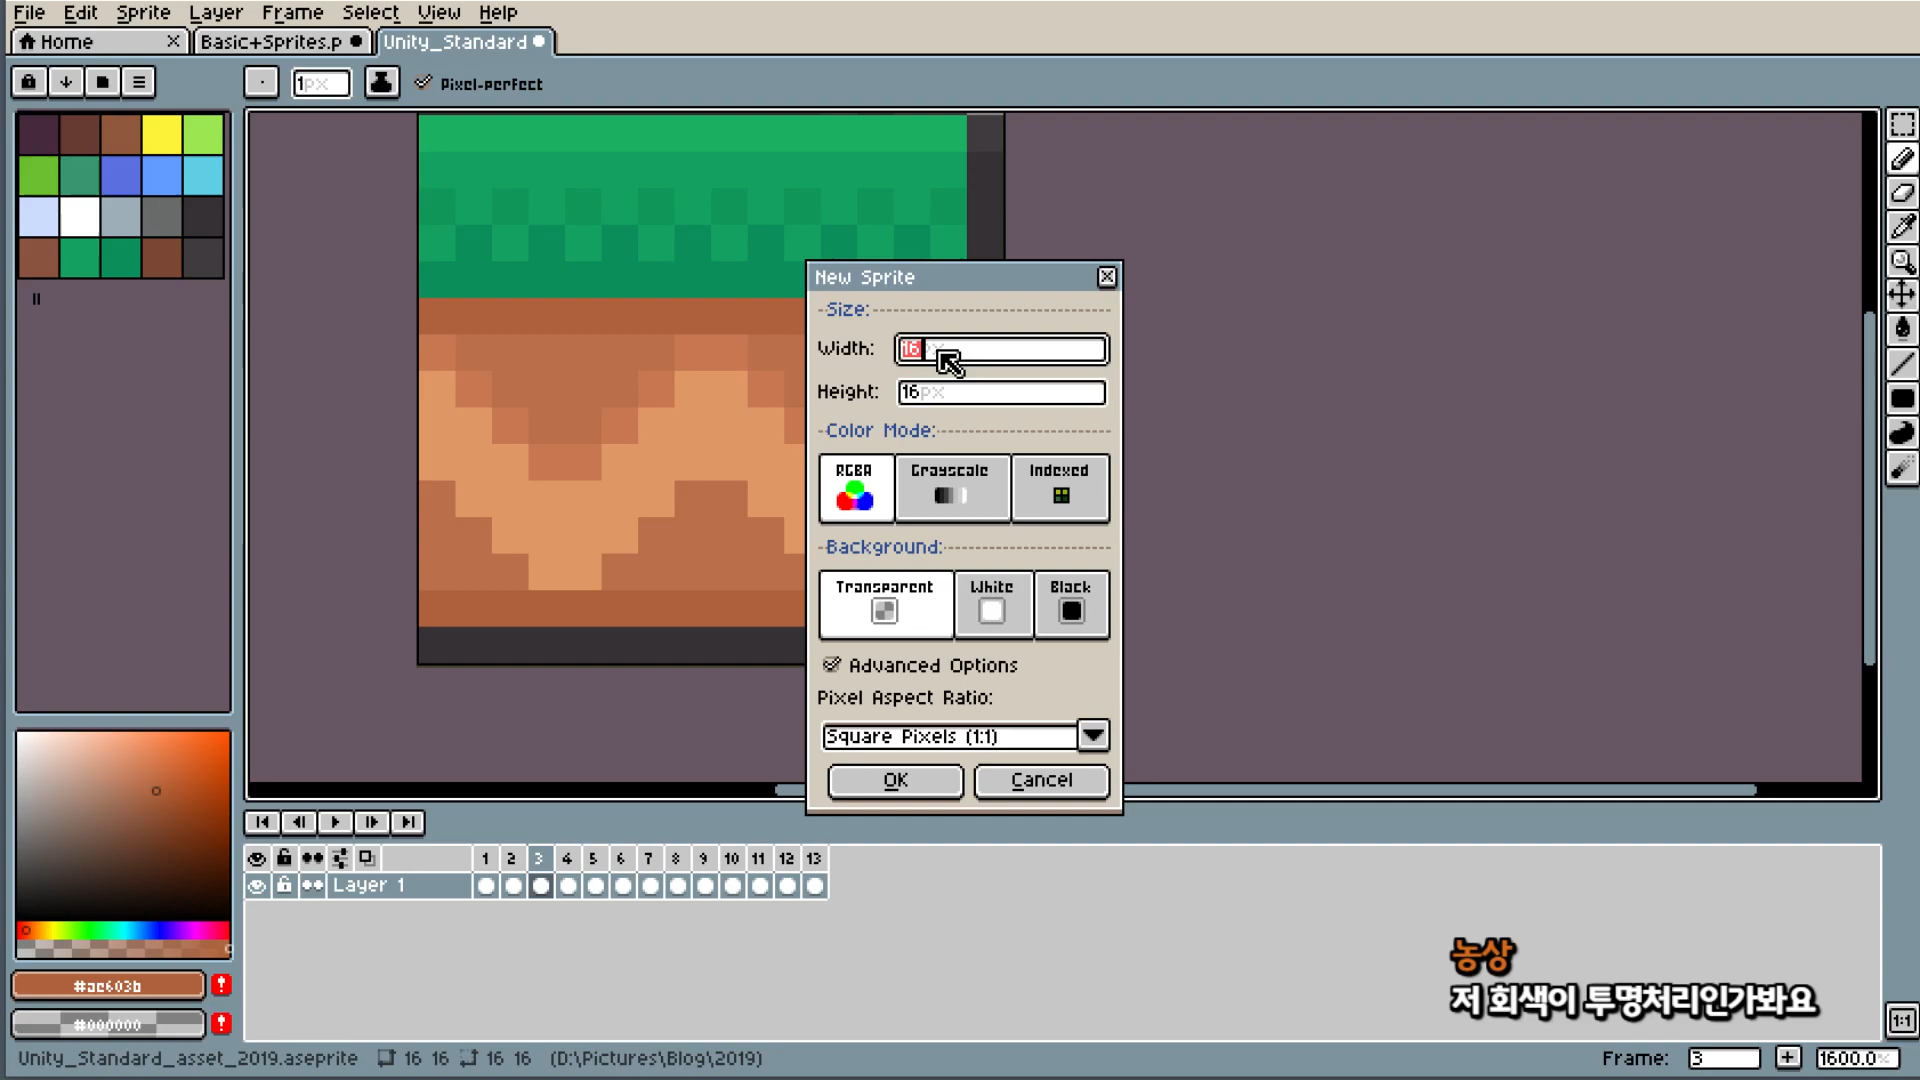 File Edit Sprite Layer Frame Select View Help
Home Basic+Sprites.p Unity_Standard
1px Pixel-perfect
New Sprite
Size:
Width: 16px
Height: 16px
Color Mode:
RGBA Grayscale Indexed
Background:
Transparent White Black
Advanced Options
Pixel Aspect Ratio:
Square Pixels (1:1)
OK Cancel
1 2 3 4 5 6 7 8 9 10 11 12 13
Layer 1
#ae603b
#000000
농상
저 회색이 투명처리인가봐요
1:1
Unity_Standard_asset_2019.aseprite 16 16 16 16 (D:\Pictures\Blog\2019) Frame: 3 + 1600.0%